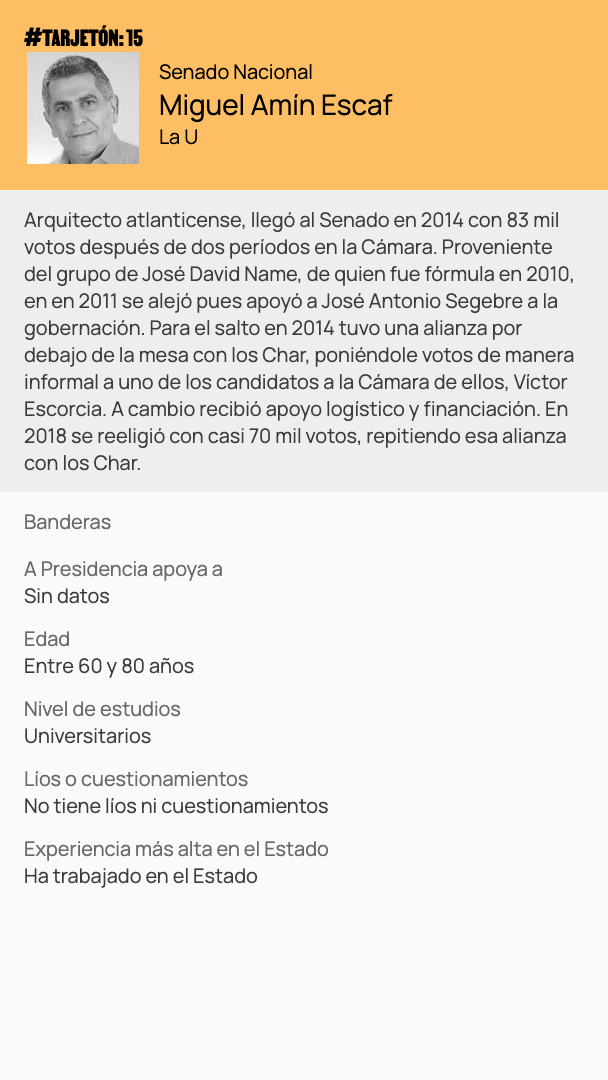 #TARJETÓN: 15
Senado Nacional
Miguel Amín Escaf
La U
Arquitecto atlanticense, llegó al Senado en 2014 con 83 mil
votos después de dos períodos en la Cámara. Proveniente
del grupo de José David Name, de quien fue fórmula en 2010,
en en 2011 se alejó pues apoyó a José Antonio Segebre a la
gobernación. Para el salto en 2014 tuvo una alianza por
debajo de la mesa con los Char, poniéndole votos de manera
informal a uno de los candidatos a la Cámara de ellos, Víctor
Escorcia. A cambio recibió apoyo logístico y financiación. En
2018 se reeligió con casi 70 mil votos, repitiendo esa alianza
con los Char.
Banderas
A Presidencia apoya a
Sin datos
Edad
Entre 60 y 80 años
Nivel de estudios
Universitarios
Líos o cuestionamientos
No tiene líos ni cuestionamientos
Experiencia más alta en el Estado
Ha trabajado en el Estado